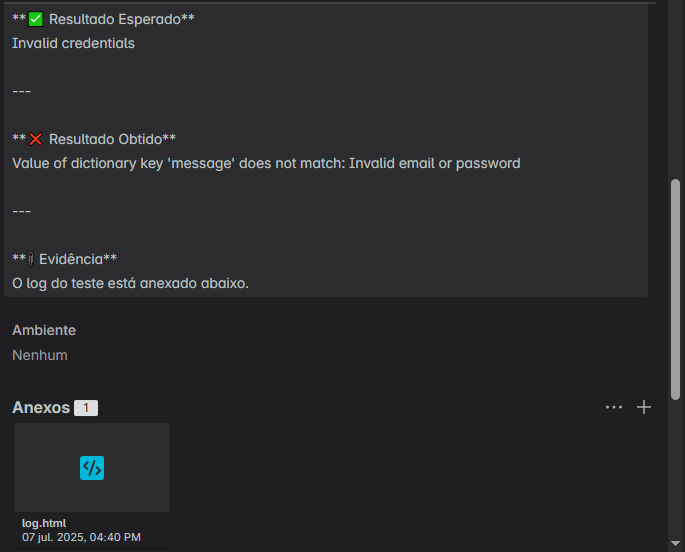 **✅ Resultado Esperado**
Invalid credentials
---
**❌ Resultado Obtido**
Value of dictionary key 'message' does not match: Invalid email or password
---
**📎 Evidência**
O log do teste está anexado abaixo.
Ambiente
Nenhum
Anexos 1
log.html
07 jul. 2025, 04:40 PM